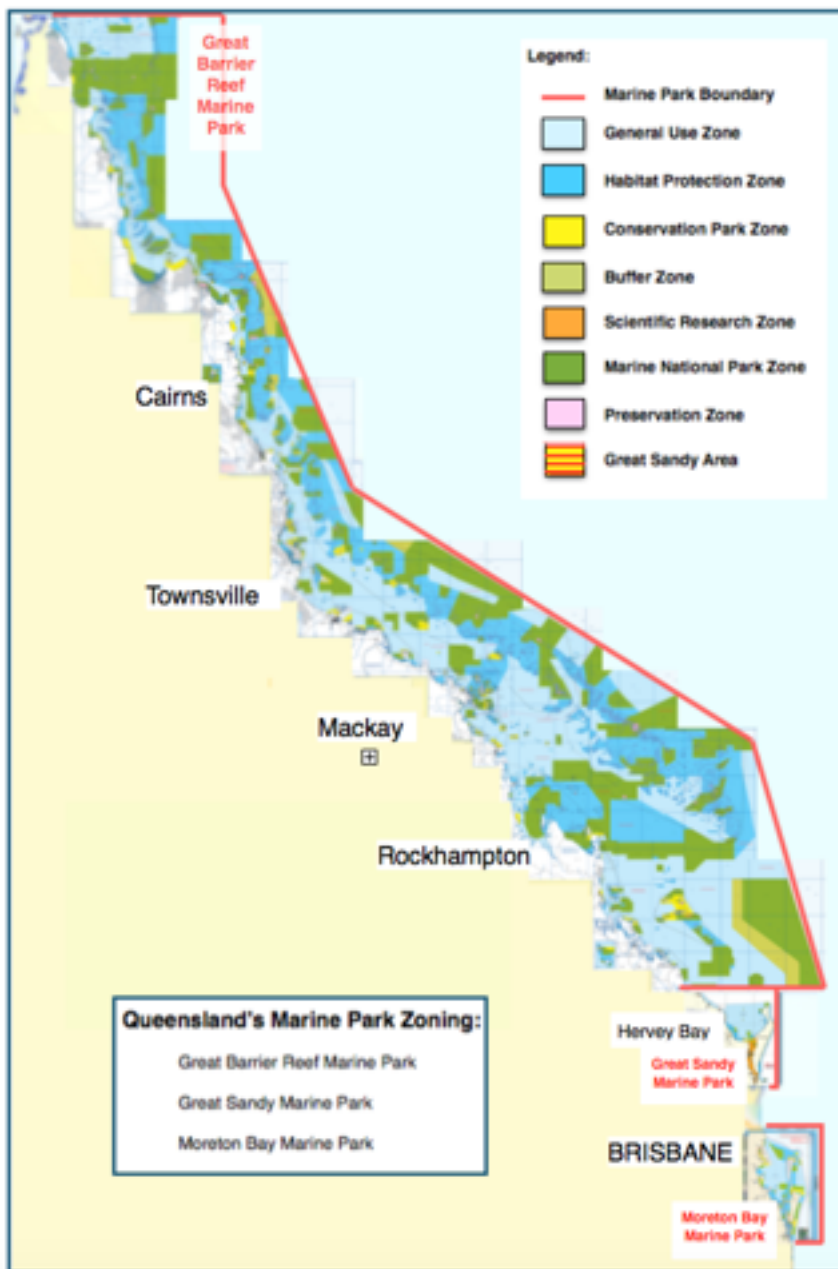 Great
Barrier
Reef
Marine
Park
Legend:
Marine Park Boundary
General Use Zone
Habitat Protection Zone
Conservation Park Zone
Buffer Zone
Scientific Research Zone
Marine National Park Zone
Preservation Zone
Great Sandy Area
Cairns
Townsville
Mackay
Rockhampton
Hervey Bay
Great Sandy
Marine Park
BRISBANE
Moreton Bay
Marine Park
Queensland's Marine Park Zoning:
Great Barrier Reef Marine Park
Great Sandy Marine Park
Moreton Bay Marine Park